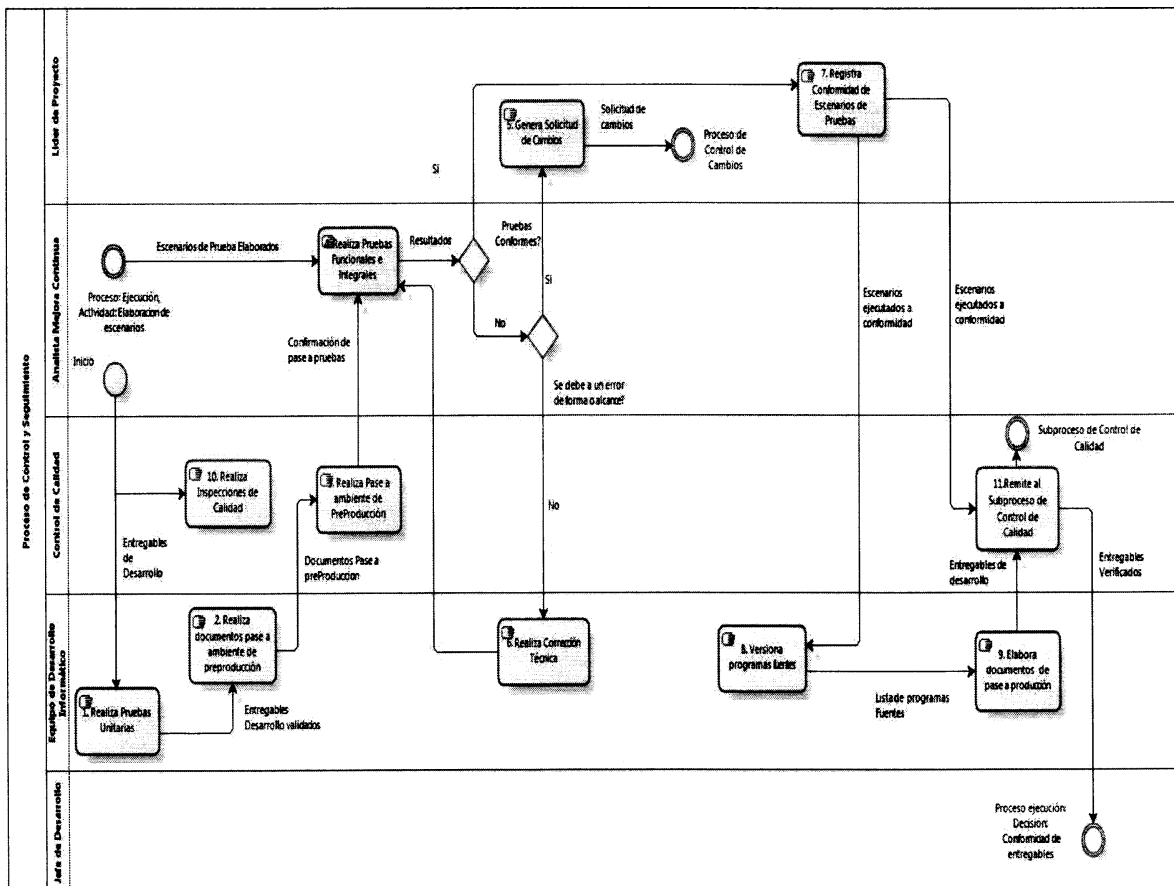 Proceso de Control y Seguimiento
Lider de Proyecto
7. Registra
Conformidad de
Escenarios de
Pruebas
5. Genera Solicitud
de Cambios
Solicitud de
cambios
Proceso de
Control de
Cambios
Sí
Analista Mejora Continua
Escenarios de Prueba Elaborados
Proceso: Ejecución,
Actividad: Elaboracion de
escenarios
Realiza Pruebas
Funcionales e
Integrales
Resultados
Pruebas
Conformes?
Sí
No
Escenarios
ejecutados a
conformidad
Escenarios
ejecutados a
conformidad
Inicio
Confirmación de
pase a pruebas
Se debe a un error
de forma o alcance?
Control de Calidad
10. Realiza
Inspecciones de
Calidad
Realiza Pase a
ambiente de
PreProducción
Subproceso de Control de
Calidad
11.Remite al
Subproceso de
Control de
Calidad
No
Entregables
de
Desarrollo
Documentos Pase a
preProduccion
Entregables de
desarrollo
Entregables
Verificados
Equipo de Desarrollo
Informático
2. Realiza
documentos pase a
ambiente de
preproducción
6. Realiza Corrección
Técnica
8. Versiona
programas fuentes
9. Elabora
documentos de
pase a producción
1. Realiza Pruebas
Unitarias
Entregables
Desarrollo validados
Lista de programas
Fuentes
Jefe de Desarrollo
Proceso ejecución:
Decisión:
Conformidad de
entregables